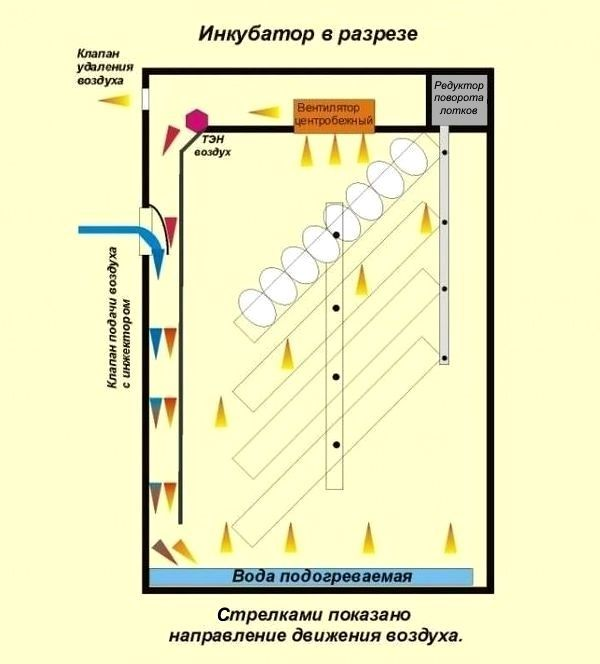 Инкубатор в разрезе
Клапан
удаления
воздуха
Редуктор
поворота
лотков
Вентилятор
центробежный
ТЭН
воздух
Клапан подачи воздуха
с инжектором
Вода подогреваемая
Стрелками показано
направление движения воздуха.